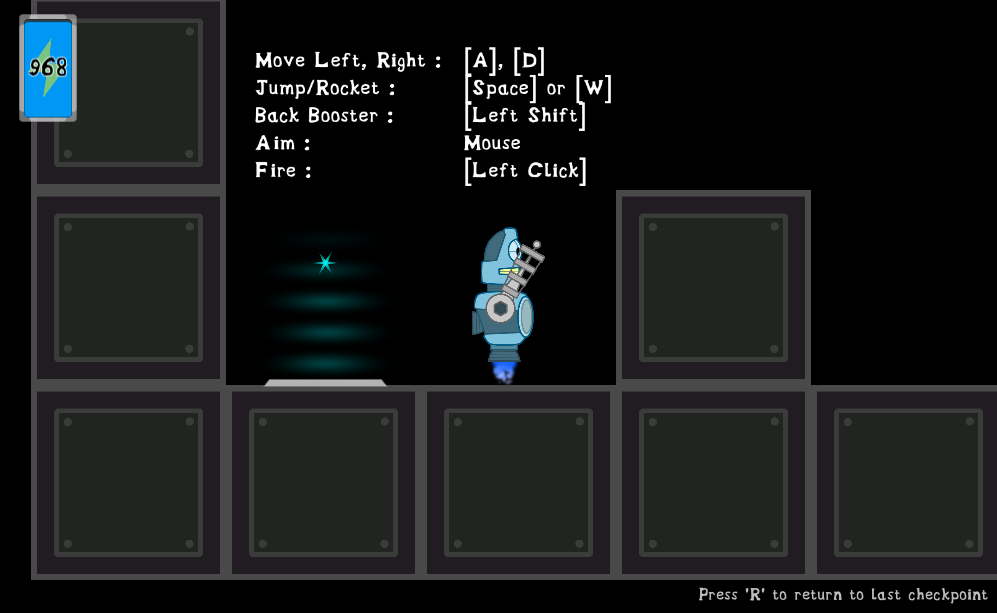 968
Move Left, Right : [A], [D]
Jump/Rocket : [Space] or [W]
Back Booster : [Left Shift]
Aim : Mouse
Fire : [Left Click]
Press 'R' to return to last checkpoint